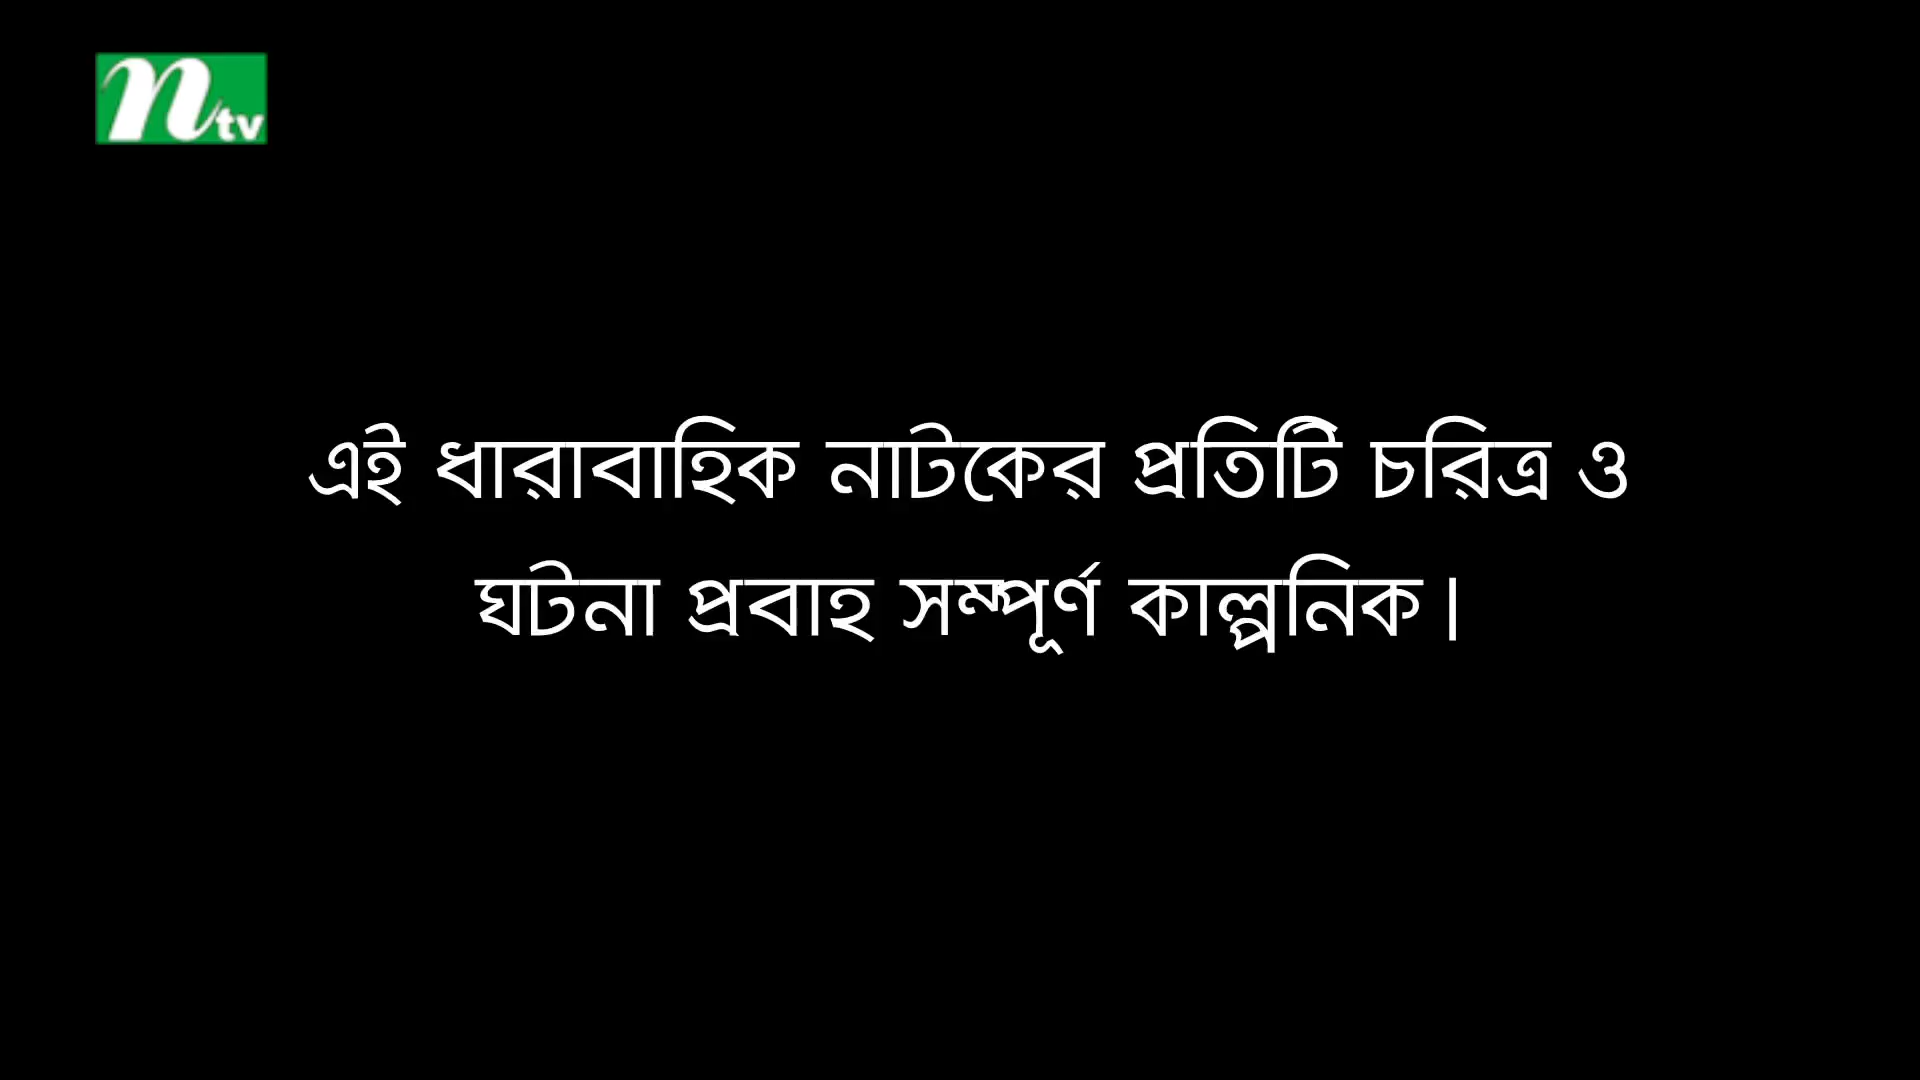 ntv
এই ধারাবাহিক নাটকের প্রতিটি চরিত্র ও
ঘটনা প্রবাহ সম্পূর্ণ কাল্পনিক।